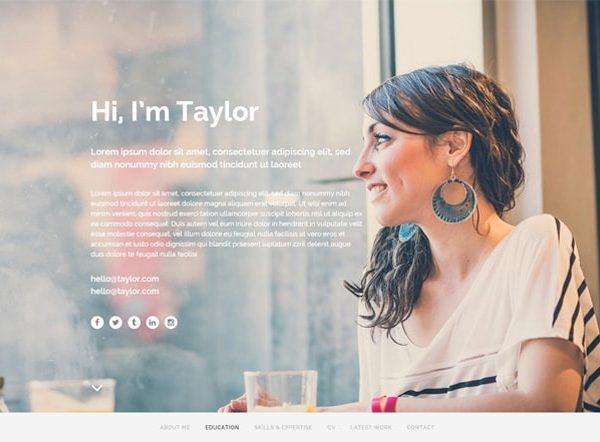 Hi, I'm Taylor
Lorem ipsum dolor sit amet, consectetuer adipiscing elit, sed
diam nonummy nibh euismod tincidunt ut laoreet
Lorem ipsum dolor sit amet, consectetuer adipiscing elit, sed diam
nonummy nibh euismod tincidunt ut laoreet dolore magna aliquam
erat volutpat. Ut wisi enim ad minim veniam, quis nostrud exerci tation
ullamcorper suscipit lobortis nisl ut aliquip ex ea commodo consequat. Duis
autem vel eum iriure dolor in hendrerit in vulputate velit
esse molestie consequat, vel illum dolore eu feugiat nulla facilisis at vero eros et
accumsan et iusto odio dignissim qui blandit praesent luptatum zzril delenit augue
duis dolore te feugait nulla facilisi
hello@taylor.com
hello@taylor.com
ABOUT ME EDUCATION SKILLS & EXPERTISE CV LATEST WORK CONTACT